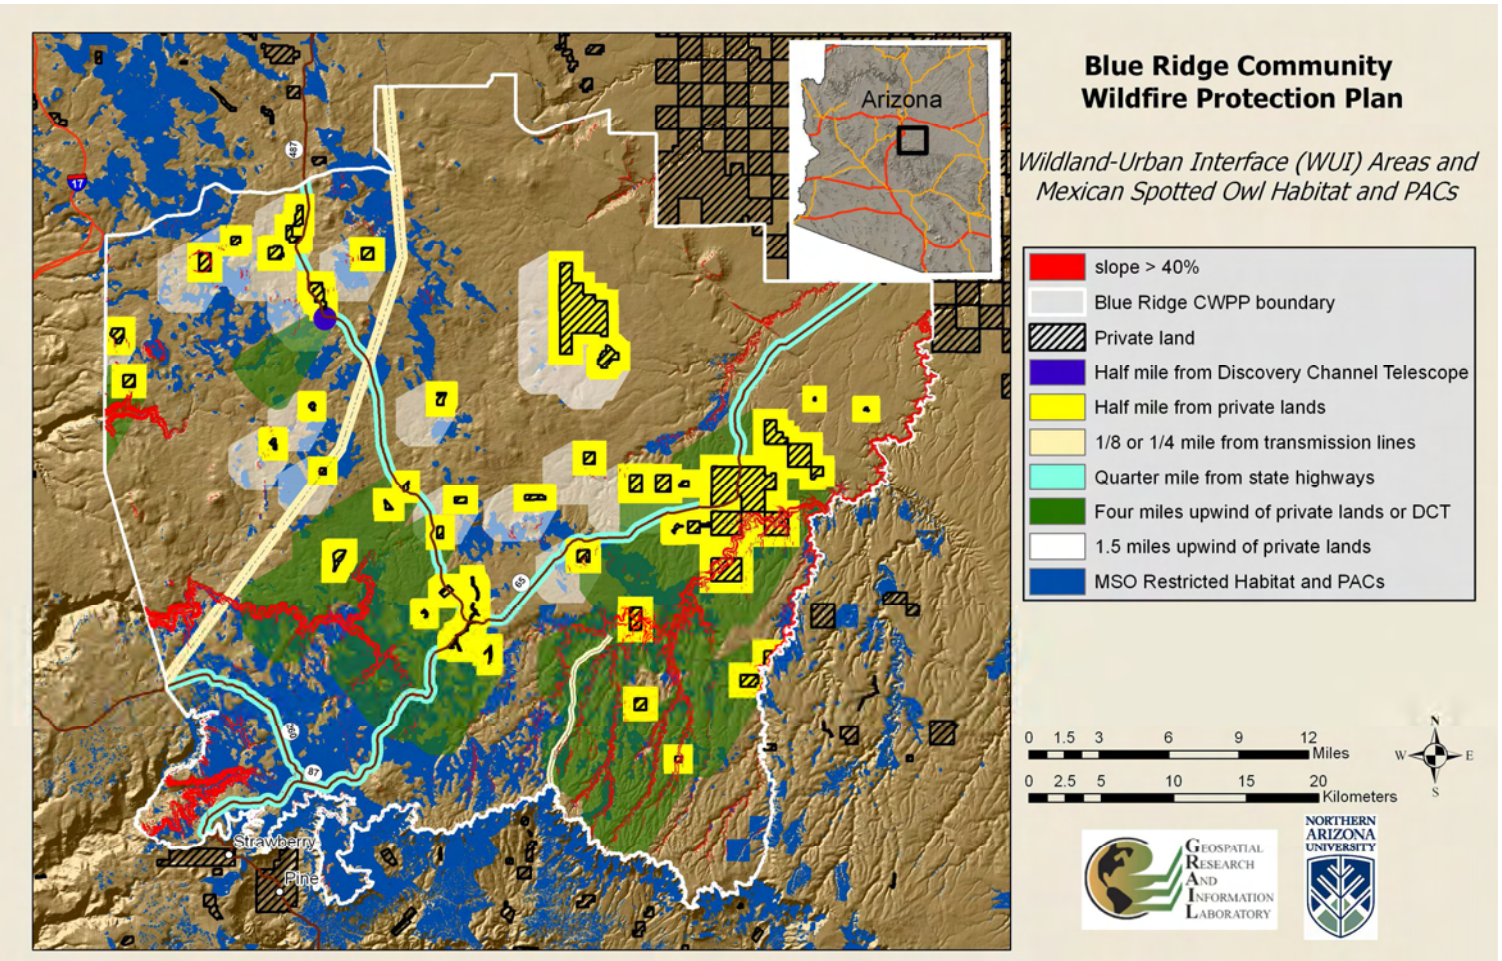 Blue Ridge Community
Wildfire Protection Plan
Wildland-Urban Interface (WUI) Areas and
Mexican Spotted Owl Habitat and PACs
Arizona
17
487
65
260
87
Strawberry
Pine
slope > 40%
Blue Ridge CWPP boundary
Private land
Half mile from Discovery Channel Telescope
Half mile from private lands
1/8 or 1/4 mile from transmission lines
Quarter mile from state highways
Four miles upwind of private lands or DCT
1.5 miles upwind of private lands
MSO Restricted Habitat and PACs
0 1.5 3 6 9 12
Miles
0 2.5 5 10 15 20
Kilometers
N
W E
S
GEOSPATIAL
RESEARCH
AND
INFORMATION
LABORATORY
NORTHERN
ARIZONA
UNIVERSITY